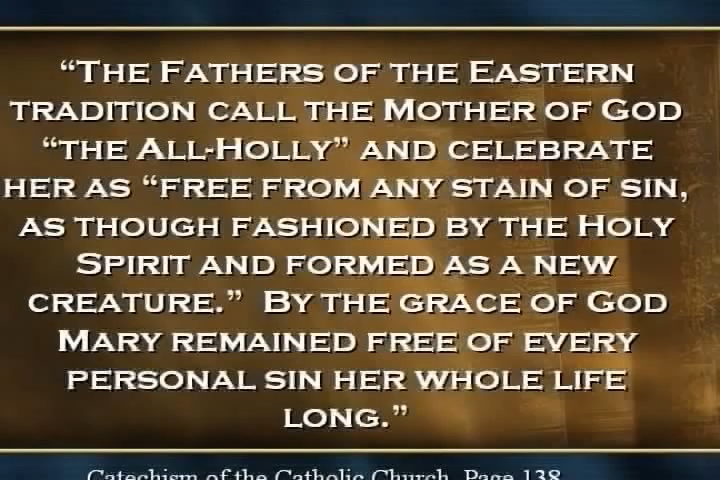 “The Fathers of the Eastern
tradition call the Mother of God
“the All-Holly” and celebrate
her as “free from any stain of sin,
as though fashioned by the Holy
Spirit and formed as a new
creature.” By the grace of God
Mary remained free of every
personal sin her whole life
long.”
Catechism of the Catholic Church, Page 138